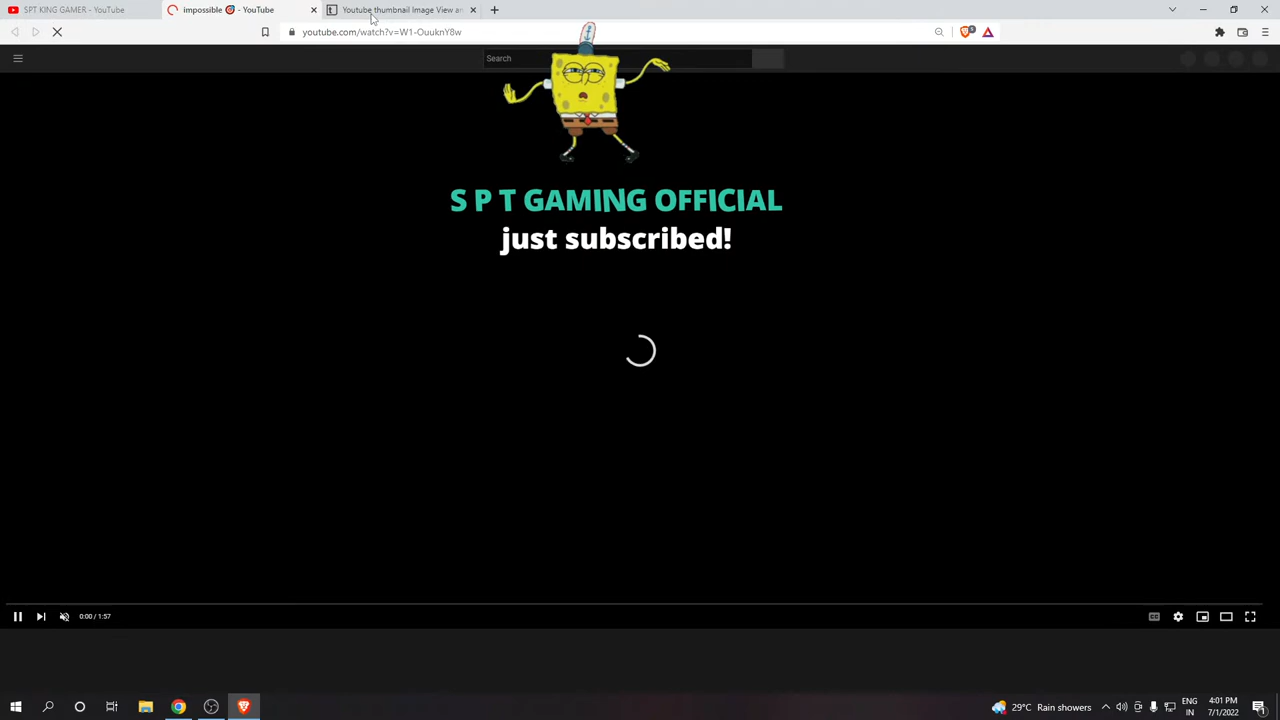 SPT KING GAMER - YouTube
impossible 🎯 - YouTube
Youtube thumbnail Image View an
youtube.com/watch?v=W1-OuuknY8w
Search
S P T GAMING OFFICIAL
just subscribed!
0:00 / 1:57
29°C Rain showers
ENG
IN
4:01 PM
7/1/2022